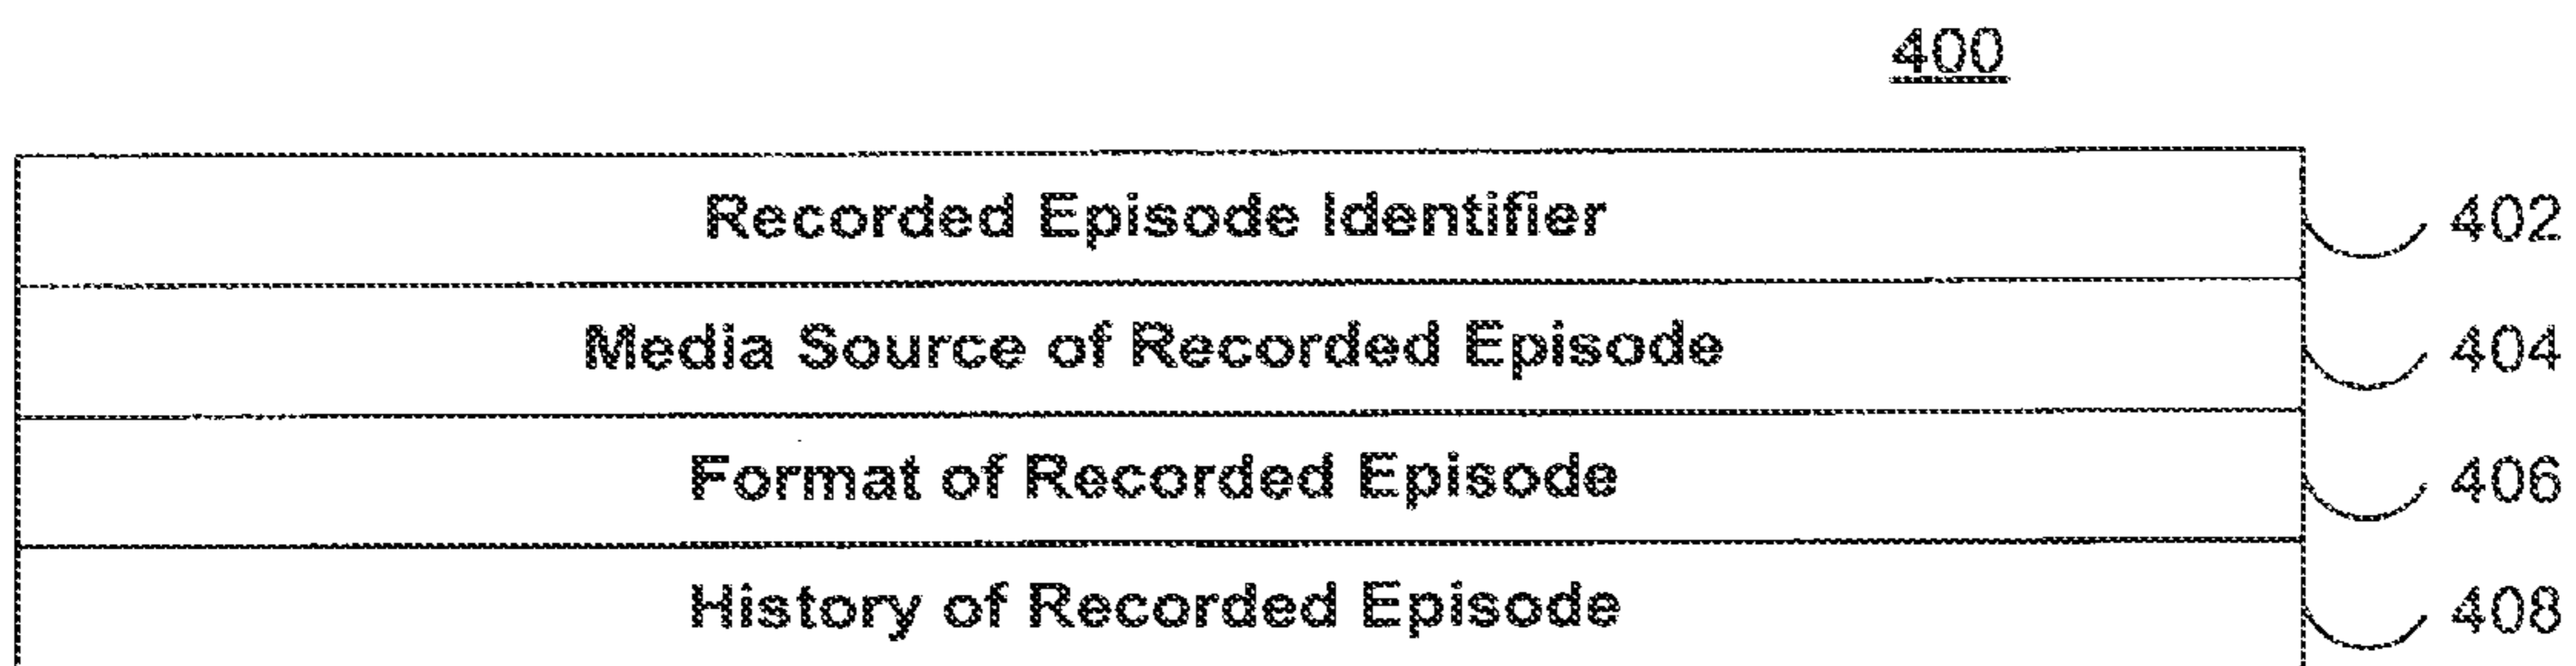 400
Recorded Episode Identifier 402
Media Source of Recorded Episode 404
Format of Recorded Episode 406
History of Recorded Episode 408